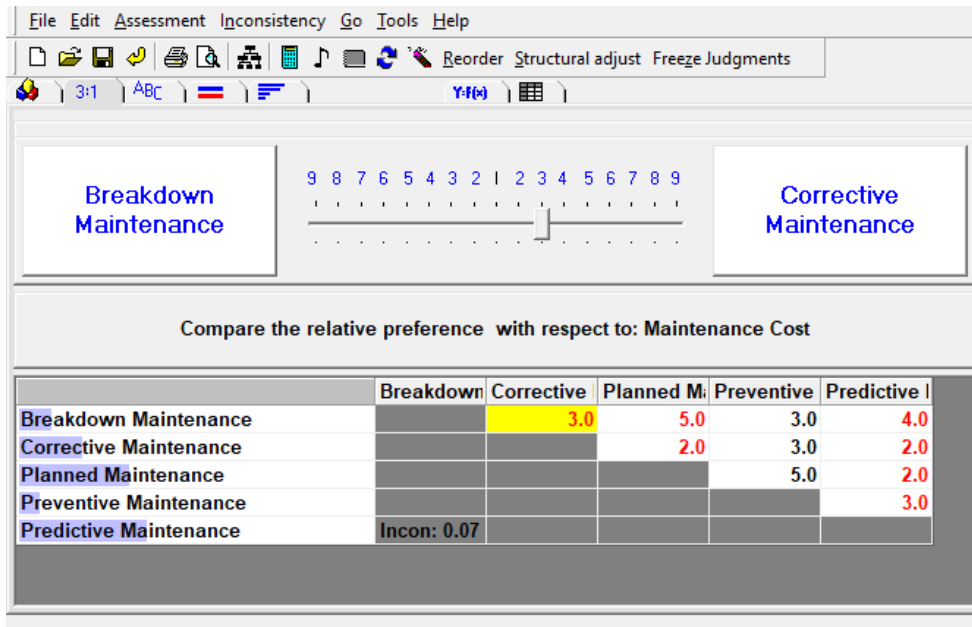 File Edit Assessment Inconsistency Go Tools Help
Reorder Structural adjust Freeze Judgments
3:1 ABC Y=F(x)
Breakdown Maintenance
9 8 7 6 5 4 3 2 1 2 3 4 5 6 7 8 9
Corrective Maintenance
Compare the relative preference with respect to: Maintenance Cost
Breakdown Corrective Planned Ma Preventive Predictive
Breakdown Maintenance 3.0 5.0 3.0 4.0
Corrective Maintenance 2.0 3.0 2.0
Planned Maintenance 5.0 2.0
Preventive Maintenance 3.0
Predictive Maintenance Incon: 0.07